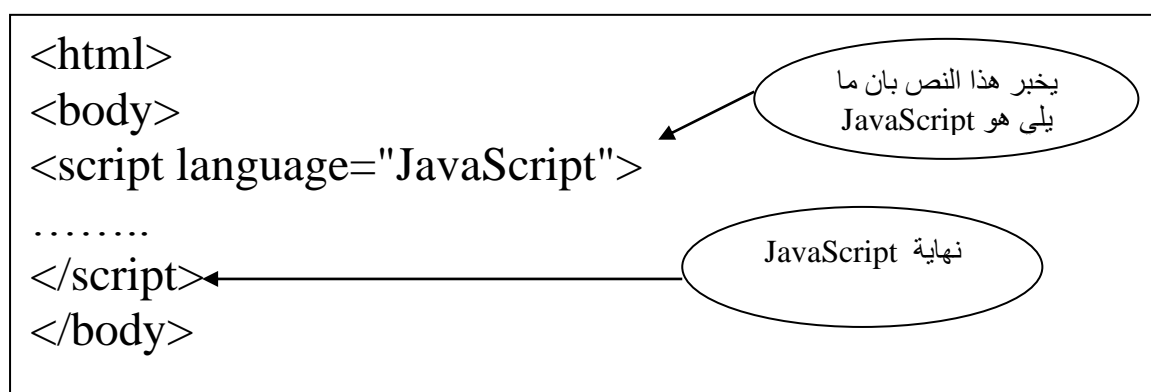 <html>
<body>
<script language="JavaScript">
يخبر هذا النص بان ما
يلى هو JavaScript
……..
</script>
نهاية JavaScript
</body>